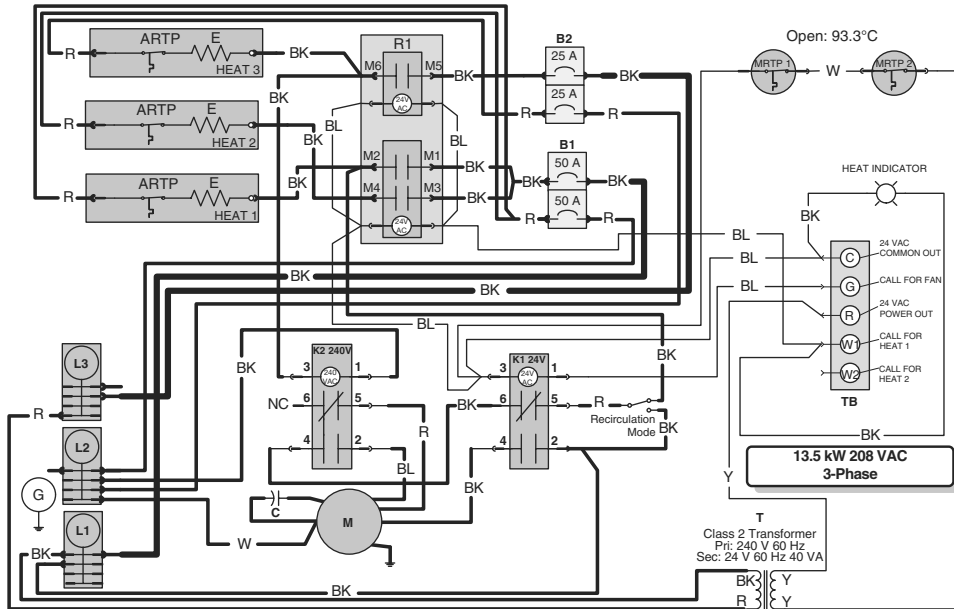 R
ARTP
E
HEAT 3
BK
R1
M6
M5
BK
24V
AC
B2
25 A
25 A
BK
R
R
Open: 93.3°C
MRTP 1
W
MRTP 2
R
ARTP
E
HEAT 2
BK
BK
BL
BL
R
ARTP
E
HEAT 1
BK
BK
M2
M1
M4
M3
24V
AC
BK
BK
BK
R
B1
50 A
50 A
BK
R
HEAT INDICATOR
BK
BL
BL
BL
C
24 VAC
COMMON OUT
G
CALL FOR FAN
R
24 VAC
POWER OUT
W1
CALL FOR
HEAT 1
W2
CALL FOR
HEAT 2
TB
BK
BK
BK
BL
BK
K2 240V
3
240
VAC
1
NC
6
5
4
2
R
BL
BK
BK
K1 24V
3
24V
AC
1
6
5
4
2
R
Recirculation
Mode
BK
BK
13.5 kW 208 VAC
3-Phase
L3
R
L2
G
L1
BK
C
M
W
BK
Y
T
Class 2 Transformer
Pri: 240 V 60 Hz
Sec: 24 V 60 Hz 40 VA
BK
Y
R
Y